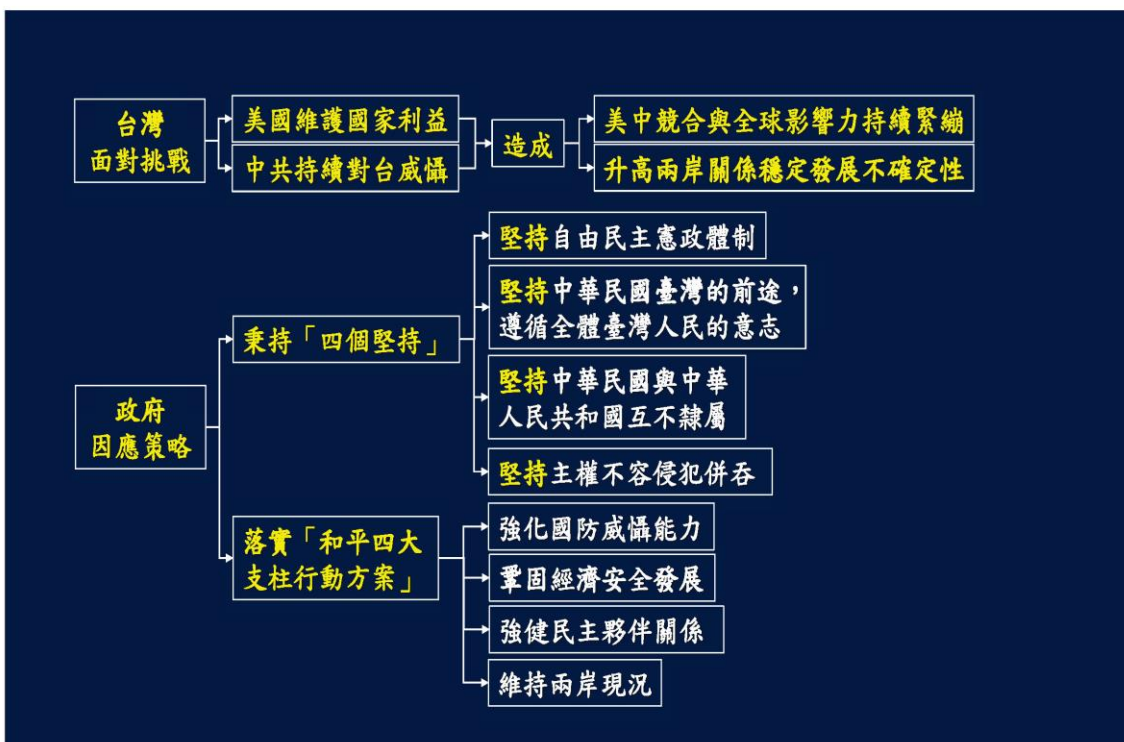 台灣
面對挑戰
美國維護國家利益
中共持續對台威懾
造成
美中競合與全球影響力持續緊繃
升高兩岸關係穩定發展不確定性
政府
因應策略
秉持「四個堅持」
堅持自由民主憲政體制
堅持中華民國臺灣的前途，
遵循全體臺灣人民的意志
堅持中華民國與中華
人民共和國互不隸屬
堅持主權不容侵犯併吞
落實「和平四大
支柱行動方案」
強化國防威懾能力
鞏固經濟安全發展
強健民主夥伴關係
維持兩岸現況